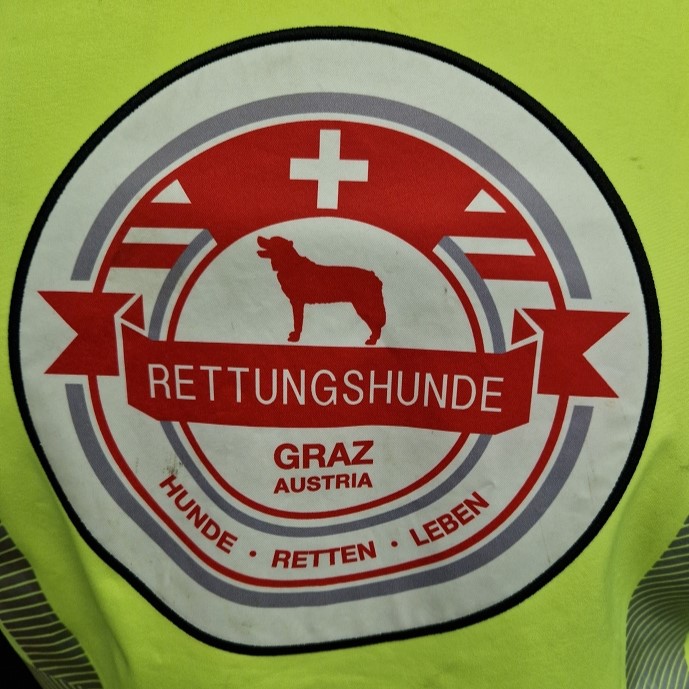 RETTUNGSHUNDE
GRAZ
AUSTRIA
HUNDE · RETTEN · LEBEN